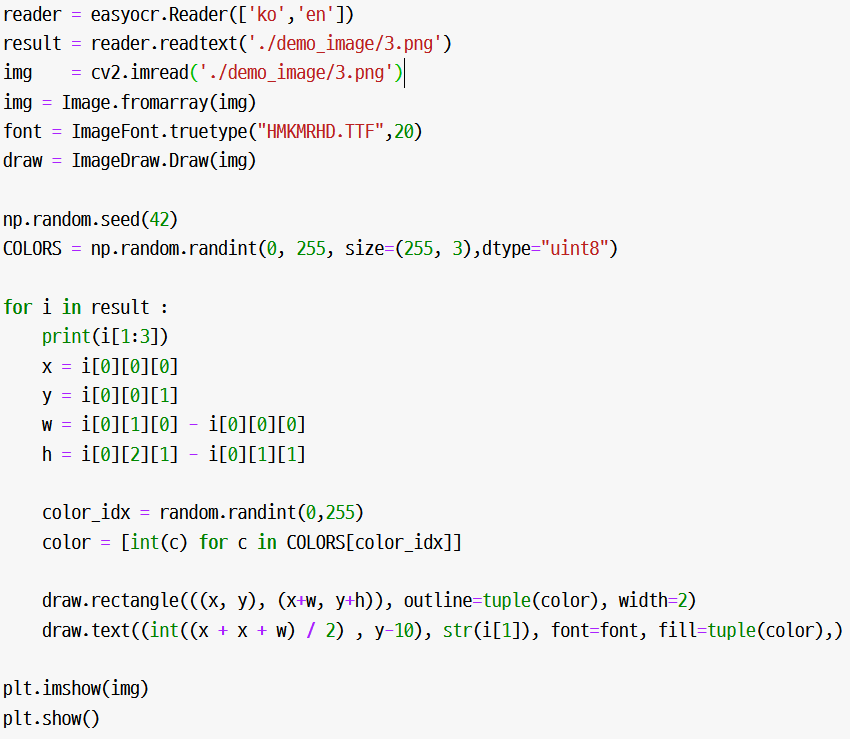 reader = easyocr.Reader(['ko','en'])
result = reader.readtext('./demo_image/3.png')
img    = cv2.imread('./demo_image/3.png')
img = Image.fromarray(img)
font = ImageFont.truetype("HMKMRHD.TTF",20)
draw = ImageDraw.Draw(img)

np.random.seed(42)
COLORS = np.random.randint(0, 255, size=(255, 3),dtype="uint8")

for i in result :
    print(i[1:3])
    x = i[0][0][0]
    y = i[0][0][1]
    w = i[0][1][0] - i[0][0][0]
    h = i[0][2][1] - i[0][1][1]

    color_idx = random.randint(0,255)
    color = [int(c) for c in COLORS[color_idx]]

    draw.rectangle(((x, y), (x+w, y+h)), outline=tuple(color), width=2)
    draw.text((int((x + x + w) / 2) , y-10), str(i[1]), font=font, fill=tuple(color),)

plt.imshow(img)
plt.show()